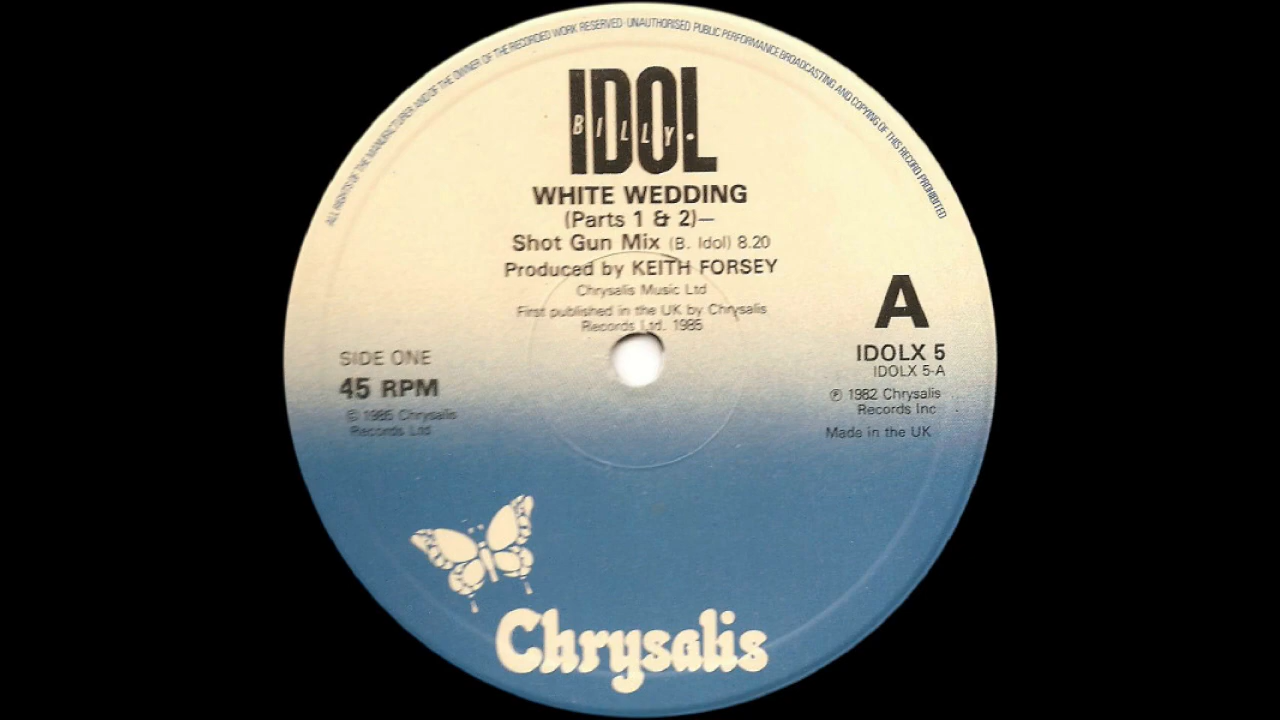 ALL RIGHTS OF THE MANUFACTURER AND OF THE OWNER OF THE RECORDED WORK RESERVED · UNAUTHORISED PUBLIC PERFORMANCE BROADCASTING AND COPYING OF THIS RECORD PROHIBITED
IDOL
BILLY
WHITE WEDDING
(Parts 1 & 2)—
Shot Gun Mix (B. Idol) 8.20
Produced by KEITH FORSEY
Chrysalis Music Ltd
First published in the UK by Chrysalis
Records Ltd. 1985
SIDE ONE
45 RPM
© 1985 Chrysalis
Records Ltd
A
IDOLX 5
IDOLX 5-A
℗ 1982 Chrysalis
Records Inc
Made in the UK
Chrysalis